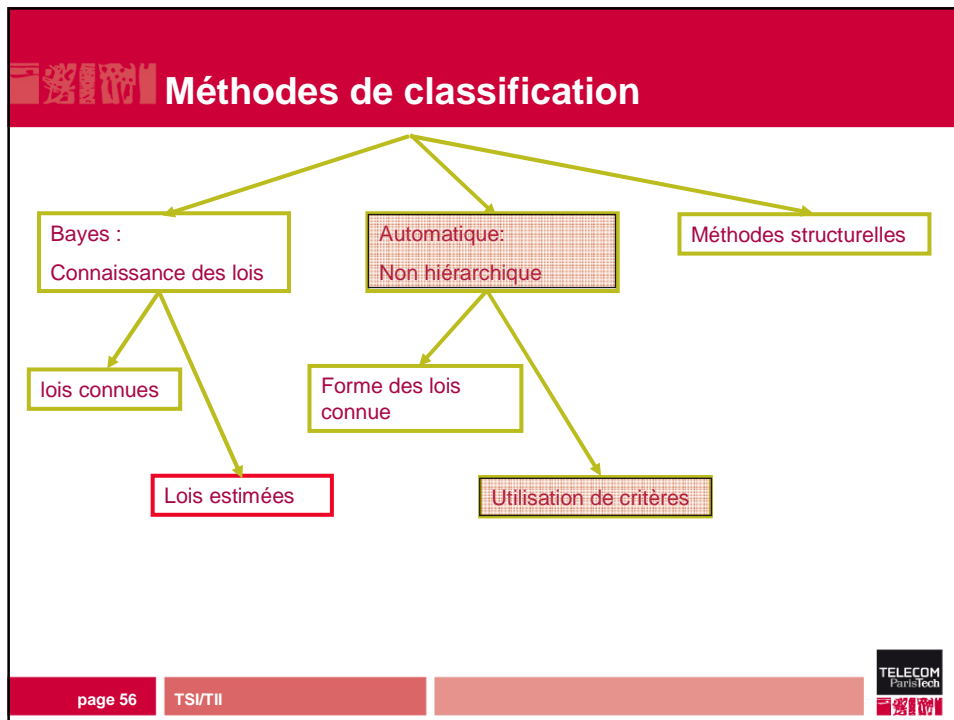 Méthodes de classification
Bayes :
Connaissance des lois
Automatique:
Non hiérarchique
Méthodes structurelles
lois connues
Forme des lois
connue
Lois estimées
Utilisation de critères
page 56
TSI/TII
TELECOM
ParisTech